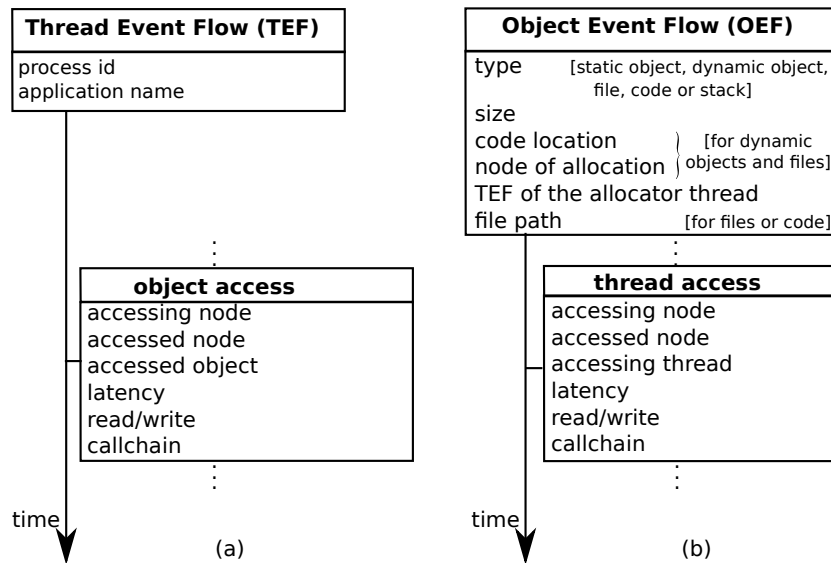 Thread Event Flow (TEF)
process id
application name
object access
accessing node
accessed node
accessed object
latency
read/write
callchain
time
(a)
Object Event Flow (OEF)
type [static object, dynamic object,
file, code or stack]
size
code location [for dynamic
node of allocation objects and files]
TEF of the allocator thread
file path [for files or code]
thread access
accessing node
accessed node
accessing thread
latency
read/write
callchain
time
(b)